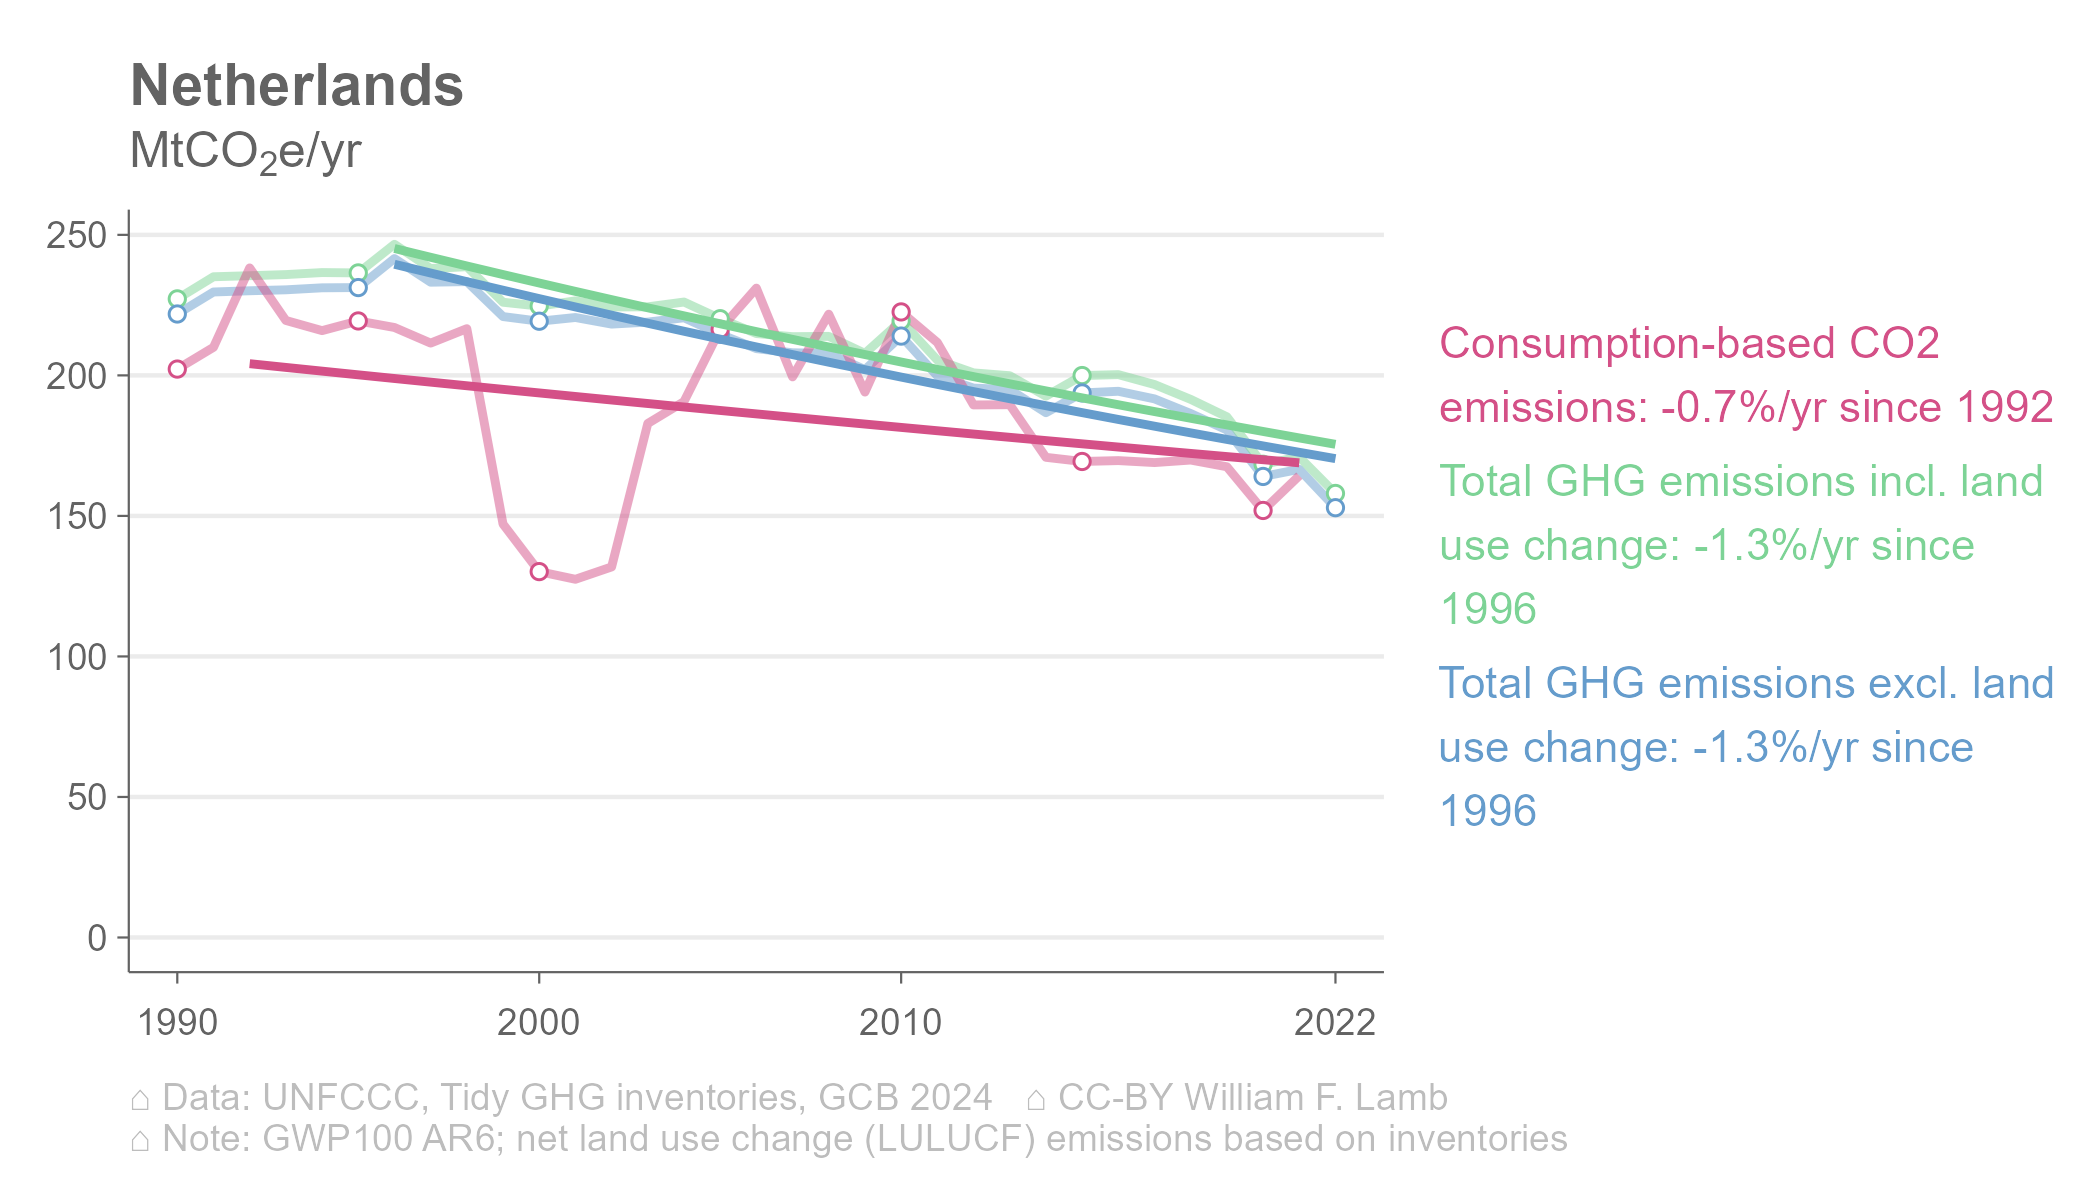 Netherlands
MtCO₂e/yr
250
200
150
100
50
0
1990 2000 2010 2022
Consumption-based CO2
emissions: -0.7%/yr since 1992
Total GHG emissions incl. land
use change: -1.3%/yr since
1996
Total GHG emissions excl. land
use change: -1.3%/yr since
1996
⌂ Data: UNFCCC, Tidy GHG inventories, GCB 2024 ⌂ CC-BY William F. Lamb
⌂ Note: GWP100 AR6; net land use change (LULUCF) emissions based on inventories